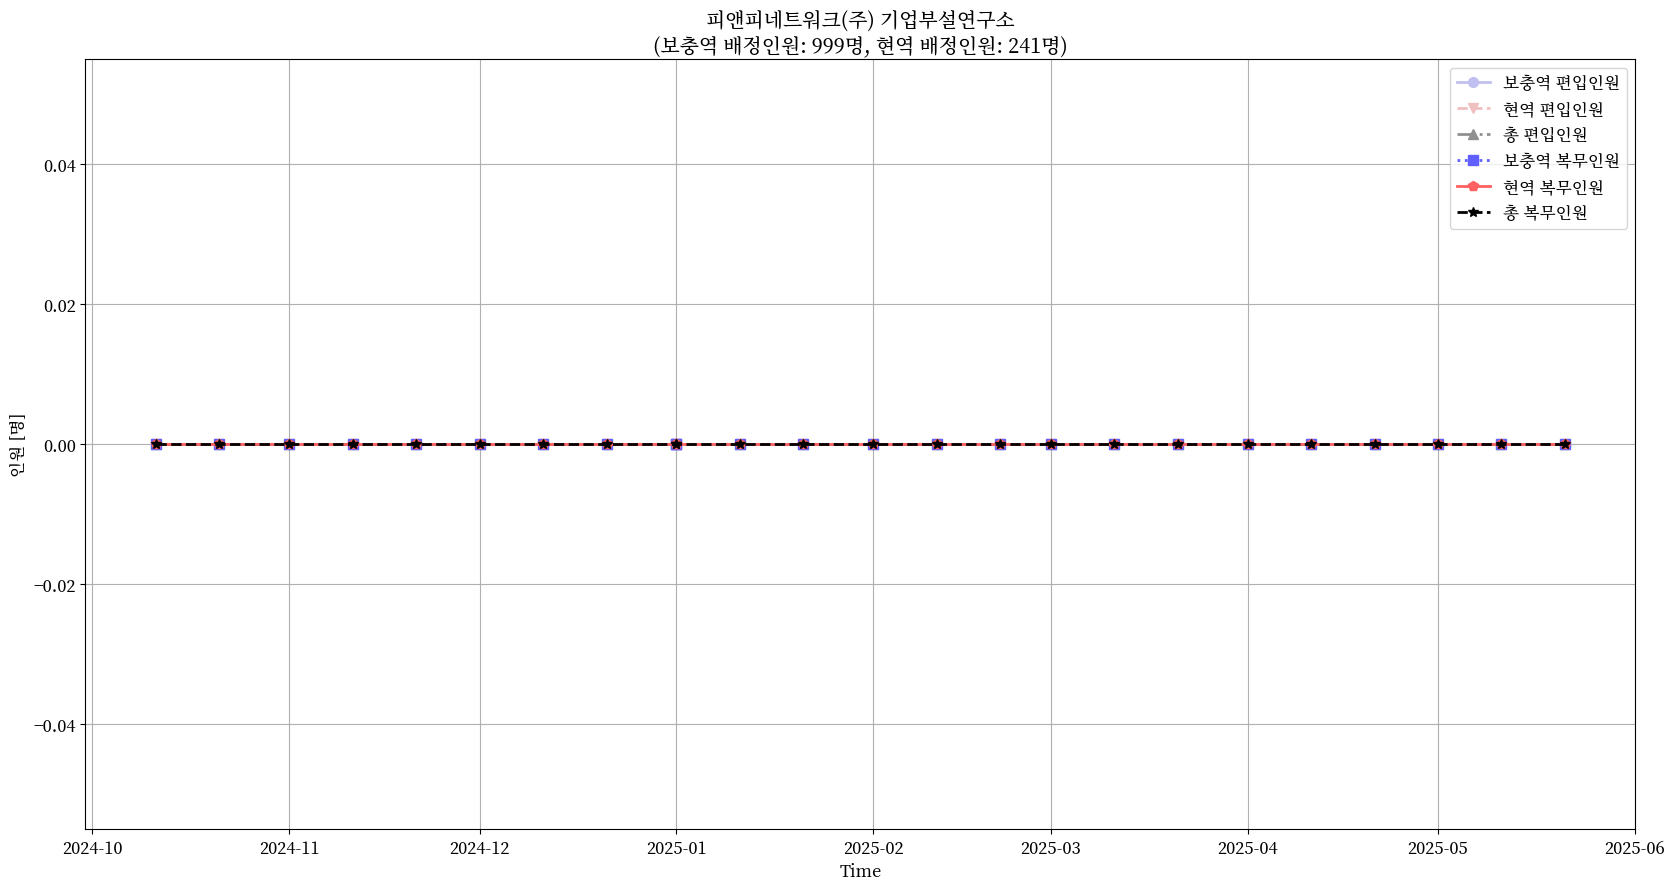 피앤피네트워크(주) 기업부설연구소
(보충역 배정인원: 999명, 현역 배정인원: 241명)
보충역 편입인원
현역 편입인원
총 편입인원
보충역 복무인원
현역 복무인원
총 복무인원
0.04
0.02
0.00
−0.02
−0.04
인원 [명]
2024-10
2024-11
2024-12
2025-01
2025-02
2025-03
2025-04
2025-05
2025-06
Time